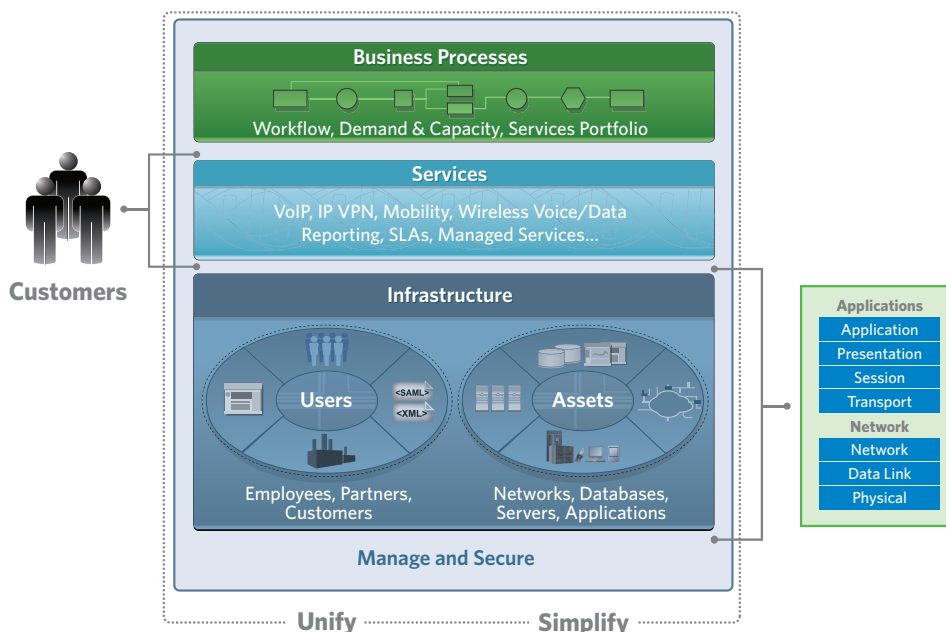 Business Processes
Workflow, Demand & Capacity, Services Portfolio
Services
VoIP, IP VPN, Mobility, Wireless Voice/Data
Reporting, SLAs, Managed Services...
Customers
Infrastructure
Users
<SAML>
<XML>
Employees, Partners,
Customers
Assets
Networks, Databases,
Servers, Applications
Manage and Secure
Unify
Simplify
Applications
Application
Presentation
Session
Transport
Network
Network
Data Link
Physical